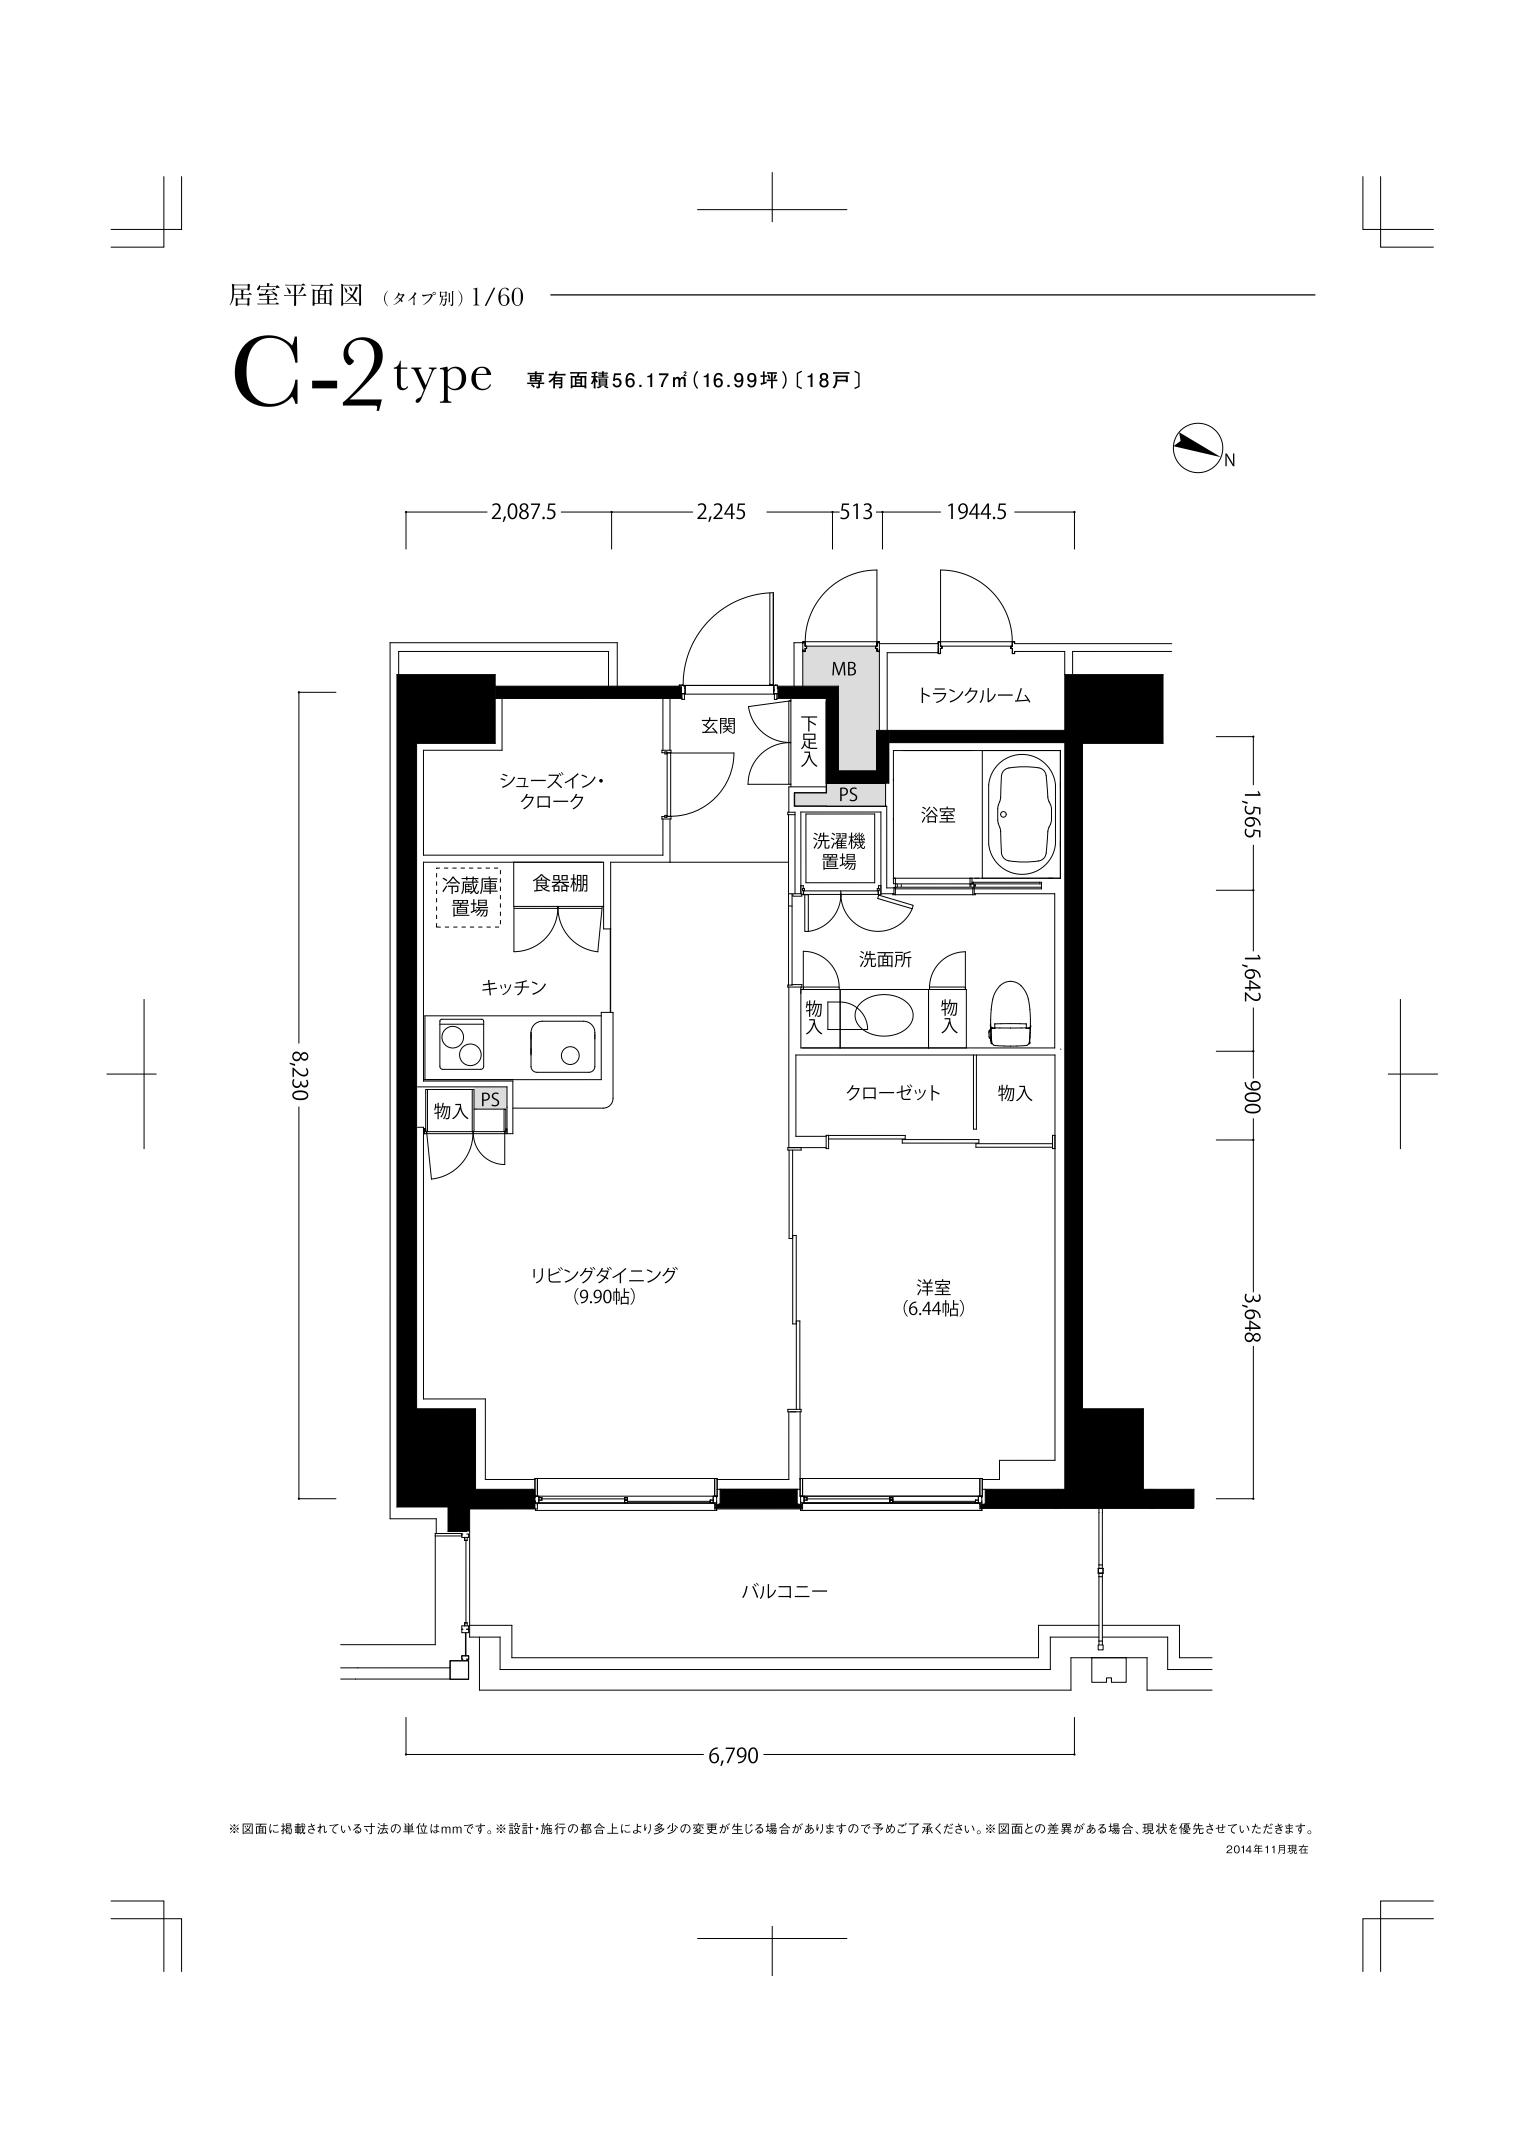 居室平面図 (タイプ別) 1/60
C-2 type 専有面積56.17㎡(16.99坪)〔18戸〕
N
2,087.5 2,245 513 1944.5
MB
トランクルーム
玄関
下足入
シューズイン・
クローク
PS
浴室
1,565
洗濯機
置場
冷蔵庫
置場
食器棚
洗面所
1,642
キッチン
物入
物入
8,230
クローゼット
物入
900
物入
PS
リビングダイニング
(9.90帖)
洋室
(6.44帖)
3,648
バルコニー
6,790
※図面に掲載されている寸法の単位はmmです。※設計・施行の都合上により多少の変更が生じる場合がありますので予めご了承ください。※図面との差異がある場合、現状を優先させていただきます。
2014年11月現在